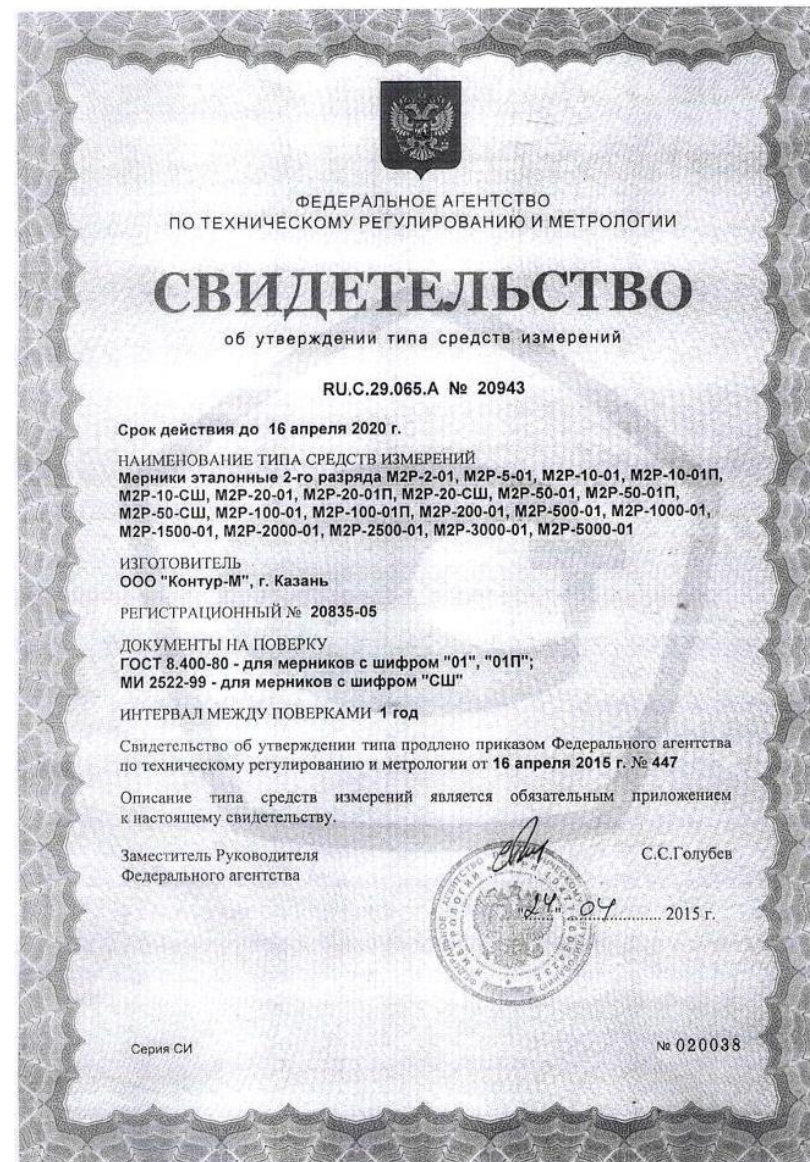 ФЕДЕРАЛЬНОЕ АГЕНТСТВО
ПО ТЕХНИЧЕСКОМУ РЕГУЛИРОВАНИЮ И МЕТРОЛОГИИ
СВИДЕТЕЛЬСТВО
об утверждении типа средств измерений
RU.C.29.065.A № 20943
Срок действия до 16 апреля 2020 г.
НАИМЕНОВАНИЕ ТИПА СРЕДСТВ ИЗМЕРЕНИЙ
Мерники эталонные 2-го разряда М2Р-2-01, М2Р-5-01, М2Р-10-01, М2Р-10-01П,
М2Р-10-СШ, М2Р-20-01, М2Р-20-01П, М2Р-20-СШ, М2Р-50-01, М2Р-50-01П,
М2Р-50-СШ, М2Р-100-01, М2Р-100-01П, М2Р-200-01, М2Р-500-01, М2Р-1000-01,
М2Р-1500-01, М2Р-2000-01, М2Р-2500-01, М2Р-3000-01, М2Р-5000-01
ИЗГОТОВИТЕЛЬ
ООО "Контур-М", г. Казань
РЕГИСТРАЦИОННЫЙ № 20835-05
ДОКУМЕНТЫ НА ПОВЕРКУ
ГОСТ 8.400-80 - для мерников с шифром "01", "01П";
МИ 2522-99 - для мерников с шифром "СШ"
ИНТЕРВАЛ МЕЖДУ ПОВЕРКАМИ 1 год
Свидетельство об утверждении типа продлено приказом Федерального агентства
по техническому регулированию и метрологии от 16 апреля 2015 г. № 447
Описание типа средств измерений является обязательным приложением
к настоящему свидетельству.
Заместитель Руководителя
Федерального агентства
С.С.Голубев
"24" 04 2015 г.
Серия СИ
№ 020038